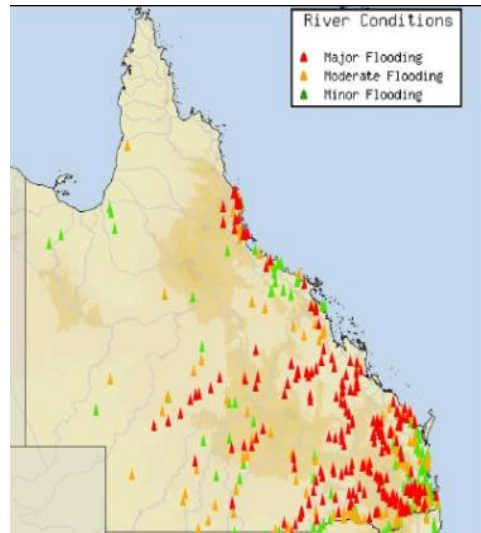 River Conditions
Major Flooding
Moderate Flooding
Minor Flooding